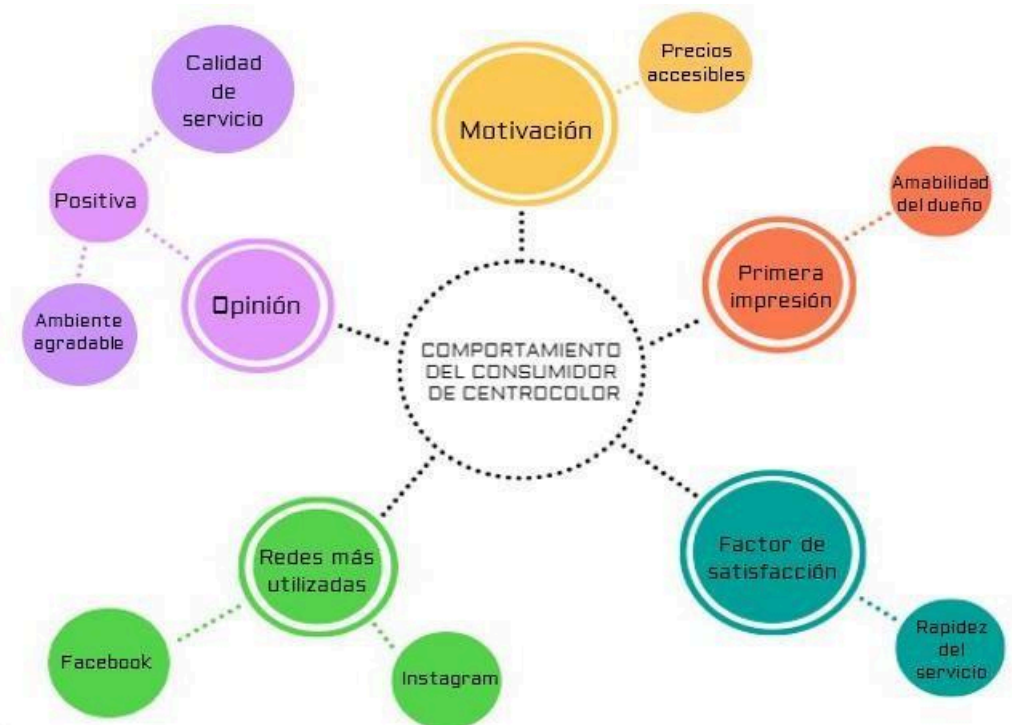 Calidad
de
servicio
Positiva
Ambiente
agradable
Opinión
Motivación
Precios
accesibles
Amabilidad
del dueño
Primera
impresión
COMPORTAMIENTO
DEL CONSUMIDOR
DE CENTROCOLOR
Redes más
utilizadas
Facebook
Instagram
Factor de
satisfacción
Rapidez
del
servicio